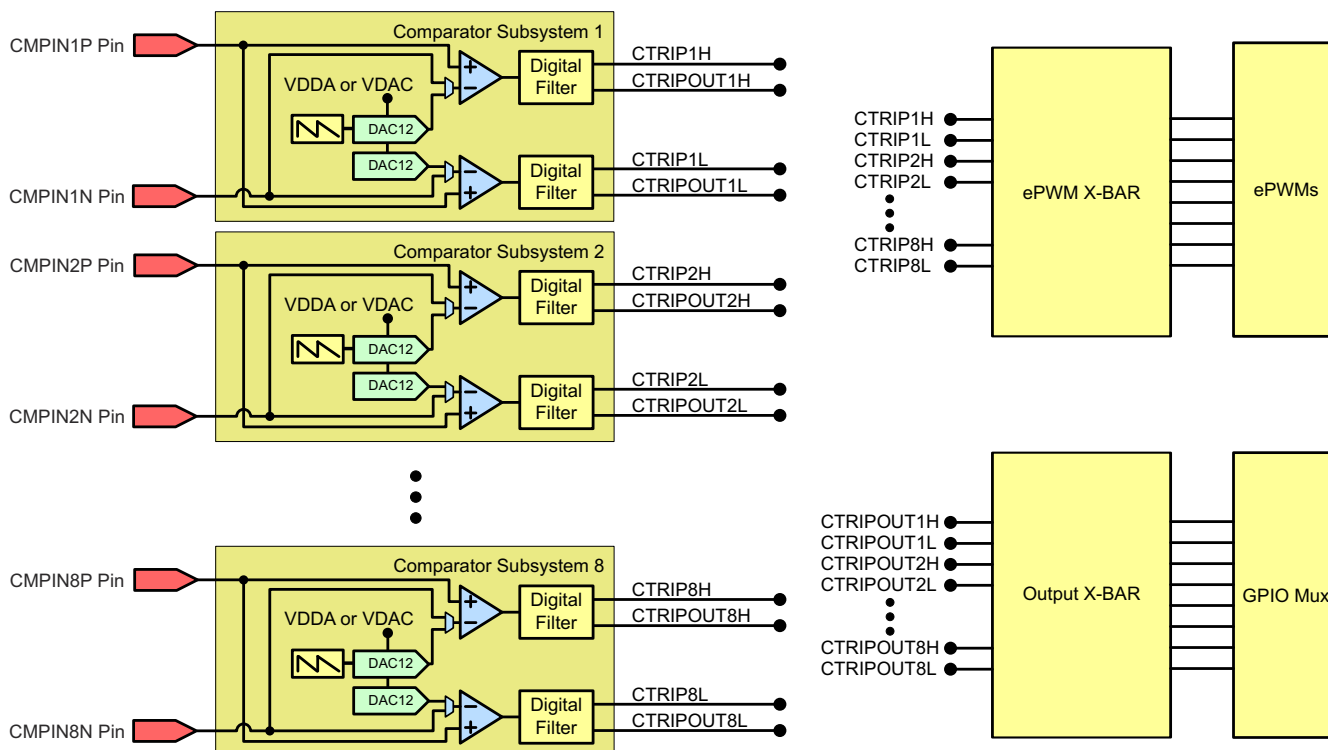 Comparator Subsystem 1
CMPIN1P Pin
VDDA or VDAC
DAC12
DAC12
Digital
Filter
CTRIP1H
CTRIPOUT1H
Digital
Filter
CTRIP1L
CTRIPOUT1L
CMPIN1N Pin
Comparator Subsystem 2
CMPIN2P Pin
VDDA or VDAC
DAC12
DAC12
Digital
Filter
CTRIP2H
CTRIPOUT2H
Digital
Filter
CTRIP2L
CTRIPOUT2L
CMPIN2N Pin
Comparator Subsystem 8
CMPIN8P Pin
VDDA or VDAC
DAC12
DAC12
Digital
Filter
CTRIP8H
CTRIPOUT8H
Digital
Filter
CTRIP8L
CTRIPOUT8L
CMPIN8N Pin
CTRIP1H
CTRIP1L
CTRIP2H
CTRIP2L
CTRIP8H
CTRIP8L
ePWM X-BAR
ePWMs
CTRIPOUT1H
CTRIPOUT1L
CTRIPOUT2H
CTRIPOUT2L
CTRIPOUT8H
CTRIPOUT8L
Output X-BAR
GPIO Mux